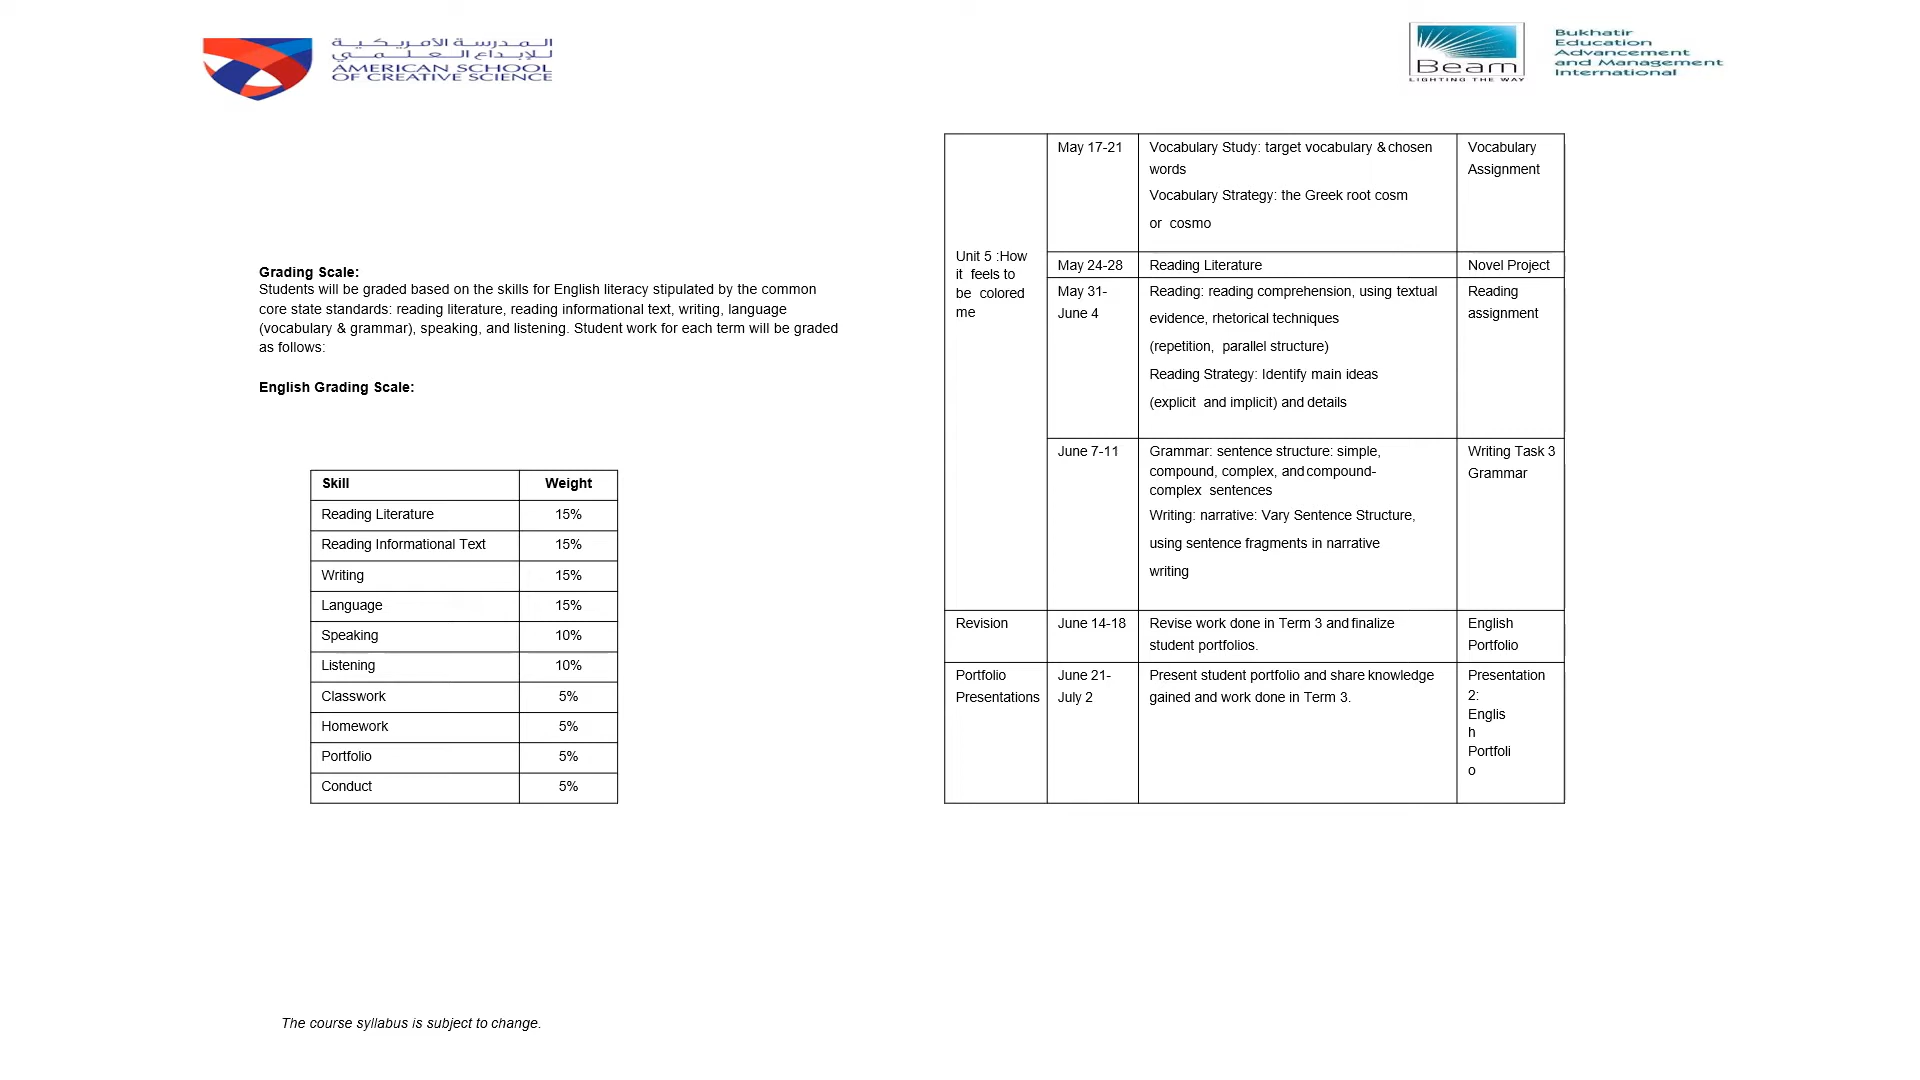 المدرسة الأمريكية
للإبداع العلمي
AMERICAN SCHOOL
OF CREATIVE SCIENCE
Beam
LIGHTING THE WAY
Bukhatir
Education
Advancement
and Management
International
Grading Scale:
Students will be graded based on the skills for English literacy stipulated by the common
core state standards: reading literature, reading informational text, writing, language
(vocabulary & grammar), speaking, and listening. Student work for each term will be graded
as follows:
English Grading Scale:
Skill Weight
Reading Literature 15%
Reading Informational Text 15%
Writing 15%
Language 15%
Speaking 10%
Listening 10%
Classwork 5%
Homework 5%
Portfolio 5%
Conduct 5%
The course syllabus is subject to change.
Unit 5 :How
it feels to
be colored
me
May 17-21
Vocabulary Study: target vocabulary & chosen
words
Vocabulary Strategy: the Greek root cosm
or cosmo
Vocabulary
Assignment
May 24-28
Reading Literature
Novel Project
May 31-
June 4
Reading: reading comprehension, using textual
evidence, rhetorical techniques
(repetition, parallel structure)
Reading Strategy: Identify main ideas
(explicit and implicit) and details
Reading
assignment
June 7-11
Grammar: sentence structure: simple,
compound, complex, and compound-
complex sentences
Writing: narrative: Vary Sentence Structure,
using sentence fragments in narrative
writing
Writing Task 3
Grammar
Revision
June 14-18
Revise work done in Term 3 and finalize
student portfolios.
English
Portfolio
Portfolio
Presentations
June 21-
July 2
Present student portfolio and share knowledge
gained and work done in Term 3.
Presentation
2:
Englis
h
Portfoli
o